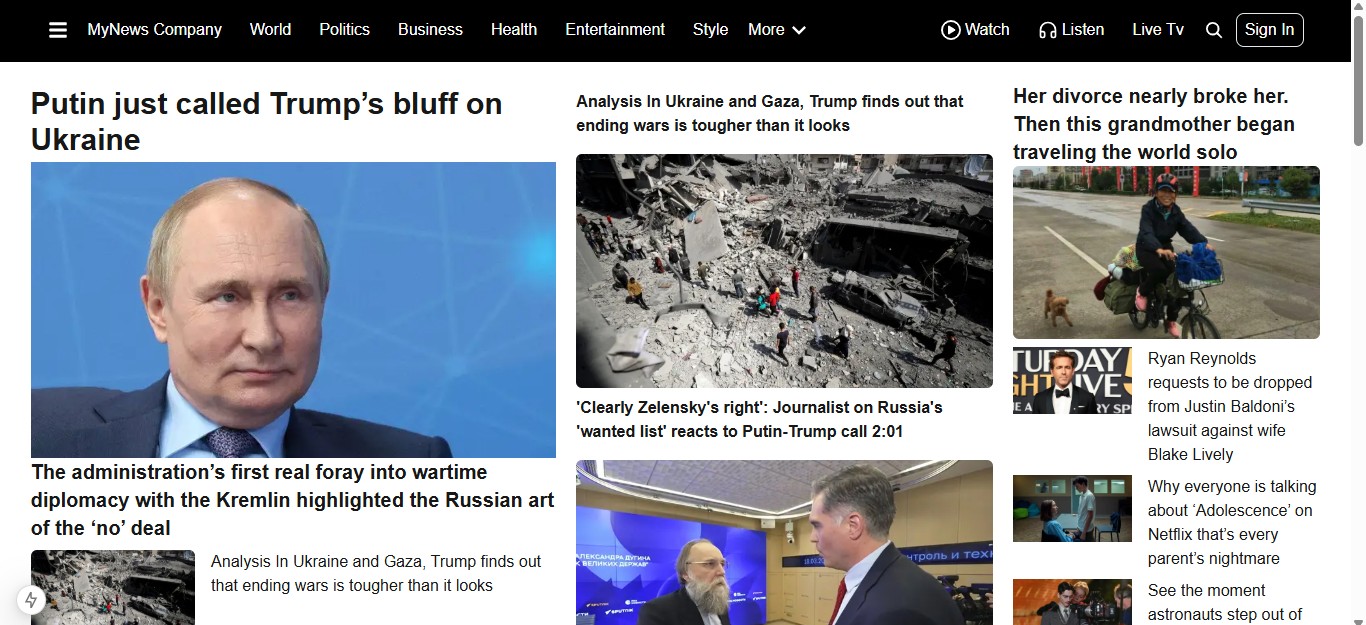 MyNews Company World Politics Business Health Entertainment Style More Watch Listen Live Tv Sign In
Putin just called Trump’s bluff on
Ukraine
The administration’s first real foray into wartime
diplomacy with the Kremlin highlighted the Russian art
of the ‘no’ deal
Analysis In Ukraine and Gaza, Trump finds out
that ending wars is tougher than it looks
Analysis In Ukraine and Gaza, Trump finds out that
ending wars is tougher than it looks
'Clearly Zelensky's right': Journalist on Russia's
'wanted list' reacts to Putin-Trump call 2:01
АЛЕКСАНДРА ДУГИНА
ВЕЛИКИХ ДЕРЖАВ"
SPUTNIK
Her divorce nearly broke her.
Then this grandmother began
traveling the world solo
TURDAY
GHT LIVE
Ryan Reynolds
requests to be dropped
from Justin Baldoni’s
lawsuit against wife
Blake Lively
Why everyone is talking
about ‘Adolescence’ on
Netflix that’s every
parent’s nightmare
See the moment
astronauts step out of